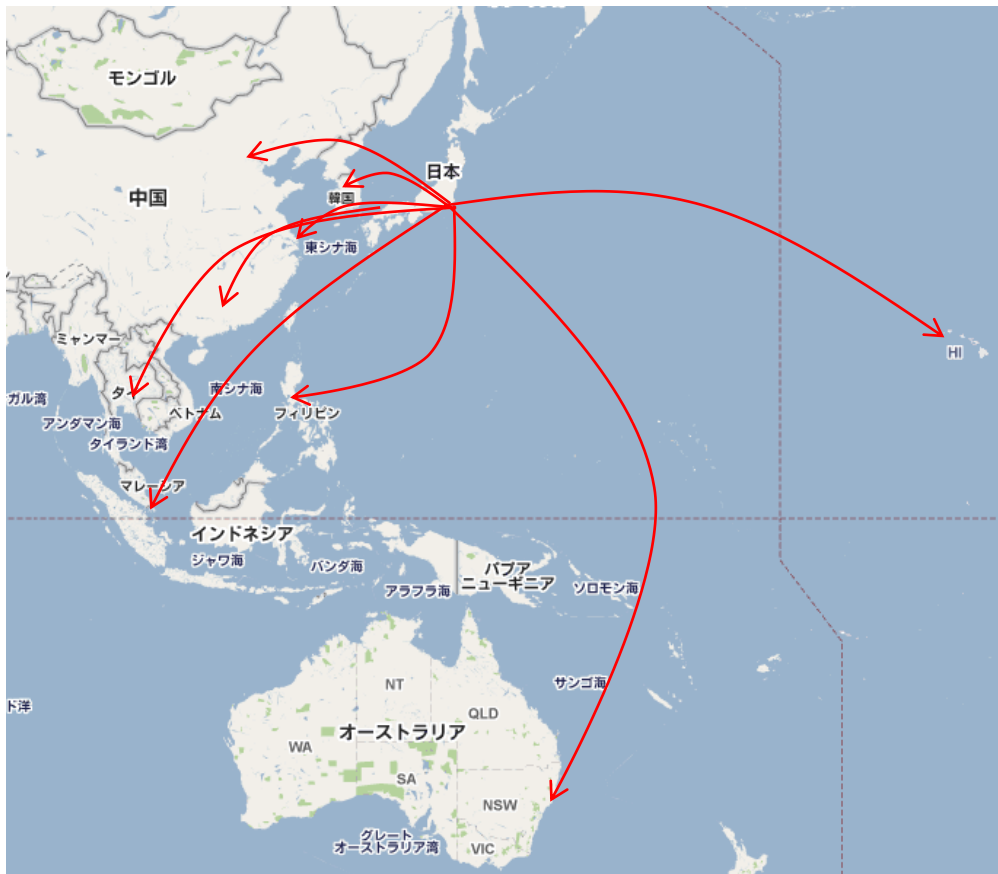 モンゴル
日本
中国
韓国
東シナ海
ミャンマー
HI
タイ
南シナ海
ガル湾
ベトナム
フィリピン
アンダマン海
タイランド湾
マレーシア
インドネシア
ジャワ海
バンダ海
パプア
ニューギニア
アラフラ海
ソロモン海
NT
サンゴ海
ド洋
QLD
オーストラリア
WA
SA
NSW
グレート
オーストラリア湾
VIC